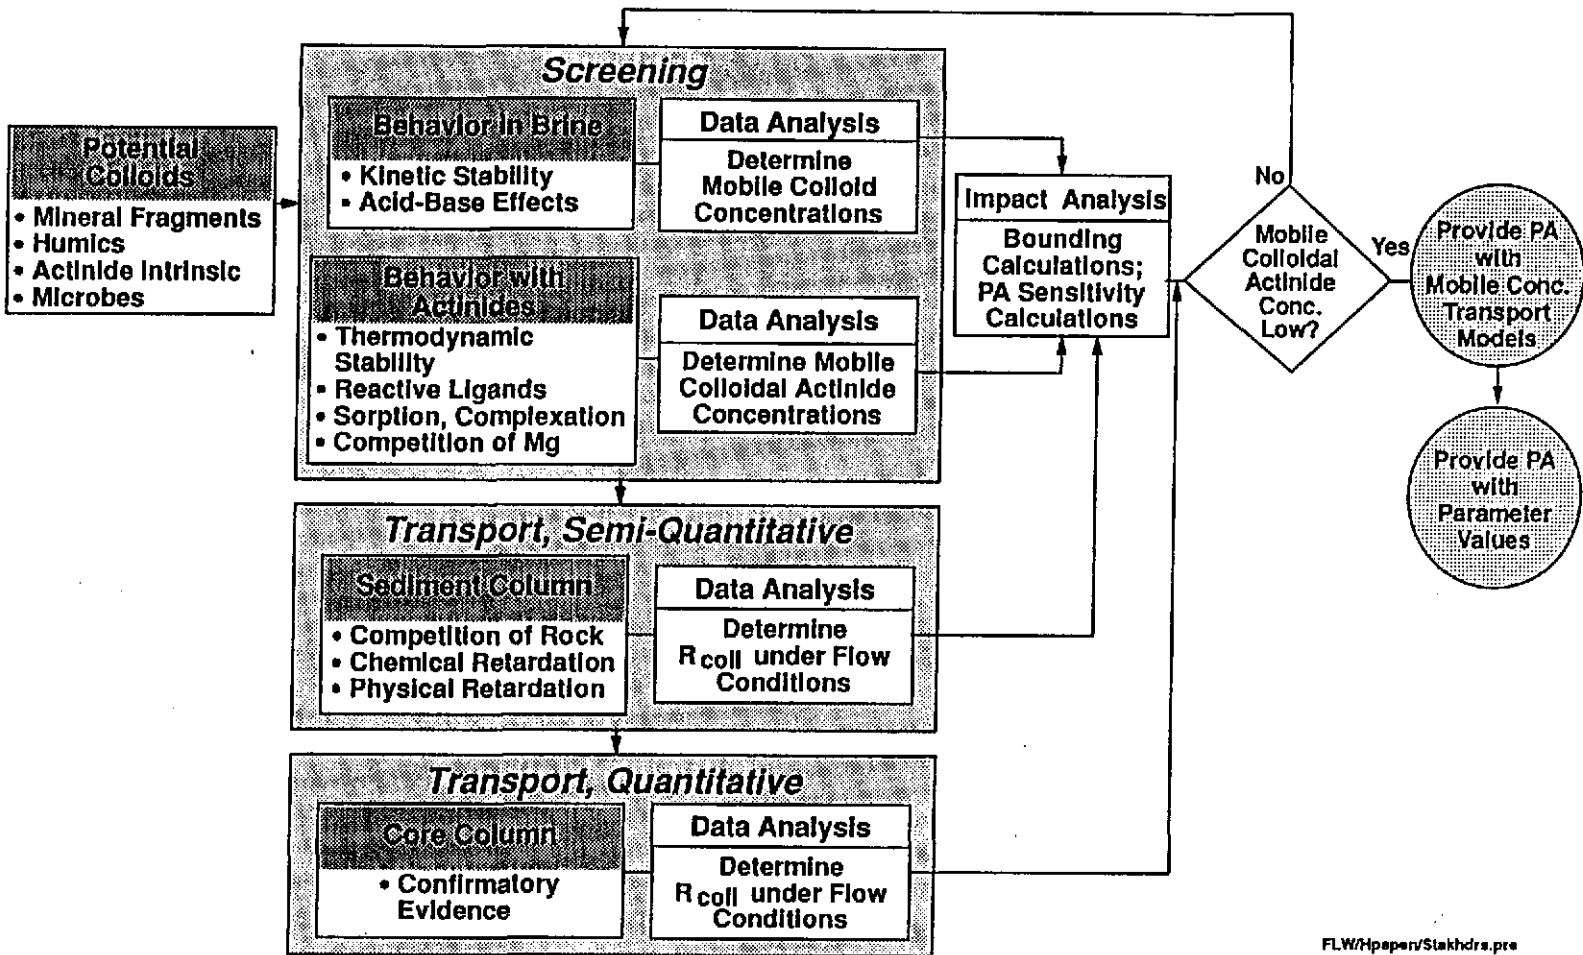 Potential
Colloids
• Mineral Fragments
• Humics
• Actinide Intrinsic
• Microbes
Screening
Behavior in Brine
• Kinetic Stability
• Acid-Base Effects
Data Analysis
Determine
Mobile Colloid
Concentrations
Behavior with
Actinides
• Thermodynamic
Stability
• Reactive Ligands
• Sorption, Complexation
• Competition of Mg
Data Analysis
Determine Mobile
Colloidal Actinide
Concentrations
Transport, Semi-Quantitative
Sediment Column
• Competition of Rock
• Chemical Retardation
• Physical Retardation
Data Analysis
Determine
Rcoll under Flow
Conditions
Transport, Quantitative
Core Column
• Confirmatory
Evidence
Data Analysis
Determine
Rcoll under Flow
Conditions
Impact Analysis
Bounding
Calculations;
PA Sensitivity
Calculations
No
Mobile
Colloidal
Actinide
Conc.
Low?
Yes
Provide PA
with
Mobile Conc.
Transport
Models
Provide PA
with
Parameter
Values
FLW/Hpapen/Stakhdrs.pre